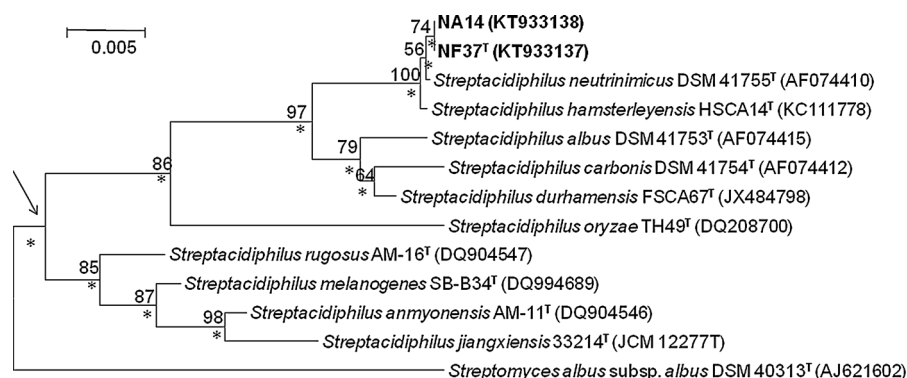 74 NA14 (KT933138)
0.005
56 NF37ᵀ (KT933137)
*
*
100 Streptacidiphilus neutrinimicus DSM 41755ᵀ (AF074410)
*
Streptacidiphilus hamsterleyensis HSCA14ᵀ (KC111778)
97
*
Streptacidiphilus albus DSM 41753ᵀ (AF074415)
79
*
86
*
Streptacidiphilus carbonis DSM 41754ᵀ (AF074412)
64
*
Streptacidiphilus durhamensis FSCA67ᵀ (JX484798)
Streptacidiphilus oryzae TH49ᵀ (DQ208700)
*
Streptacidiphilus rugosus AM-16ᵀ (DQ904547)
85
*
Streptacidiphilus melanogenes SB-B34ᵀ (DQ994689)
87
*
Streptacidiphilus anmyonensis AM-11ᵀ (DQ904546)
98
*
Streptacidiphilus jiangxiensis 33214ᵀ (JCM 12277T)
Streptomyces albus subsp. albus DSM 40313ᵀ (AJ621602)